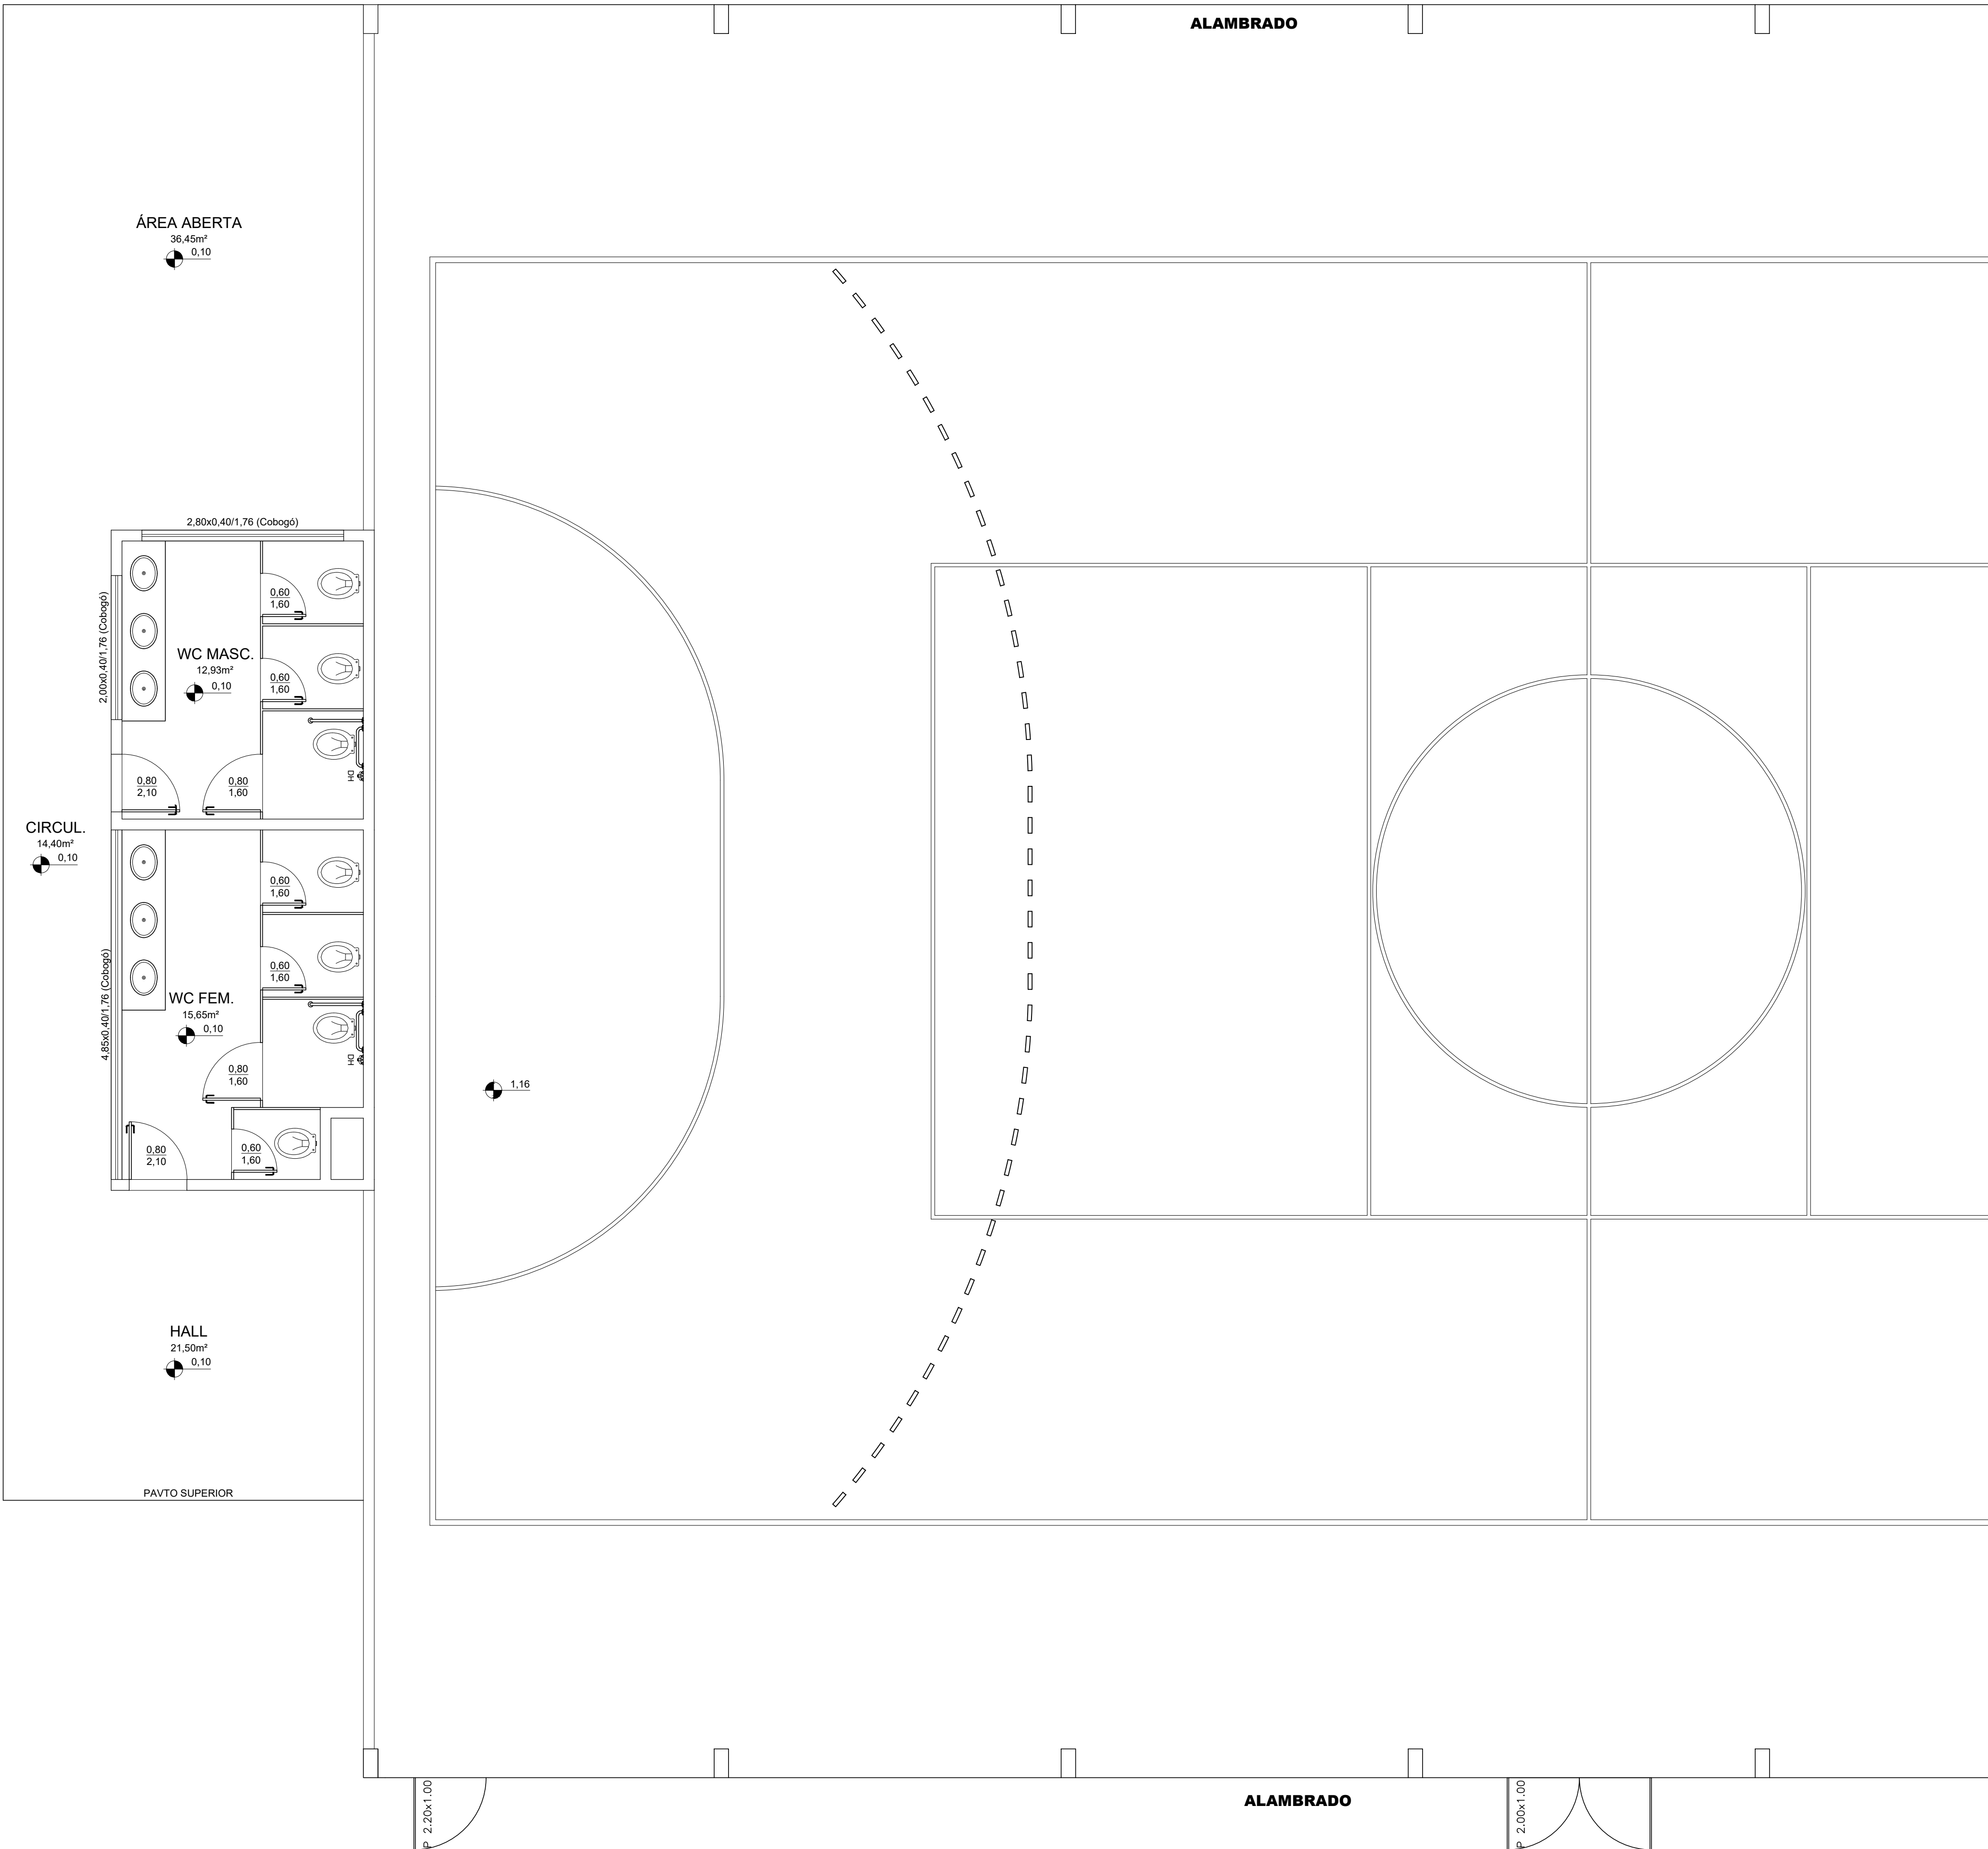 ALAMBRADO
ÁREA ABERTA
36,45m²
0,10
2,80x0,40/1,76 (Cobogó)
2,00x0,40/1,76 (Cobogó)
0,60
1,60
WC MASC.
12,93m²
0,10
0,60
1,60
DH
0,80
2,10
0,80
1,60
CIRCUL.
14,40m²
0,10
0,60
1,60
0,60
1,60
4,85x0,40/1,76 (Cobogó)
WC FEM.
15,65m²
0,10
DH
0,80
1,60
1,16
0,80
2,10
0,60
1,60
HALL
21,50m²
0,10
PAVTO SUPERIOR
P 2.20x1.00
ALAMBRADO
P 2.00x1.00